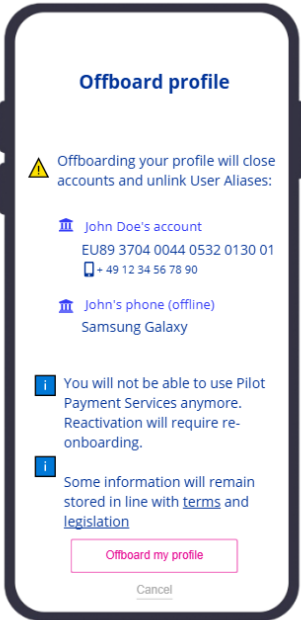 Offboard profile
Offboarding your profile will close
accounts and unlink User Aliases:
John Doe's account
EU89 3704 0044 0532 0130 01
+ 49 12 34 56 78 90
John's phone (offline)
Samsung Galaxy
i
You will not be able to use Pilot
Payment Services anymore.
Reactivation will require re-
onboarding.
i
Some information will remain
stored in line with terms and
legislation
Offboard my profile
Cancel